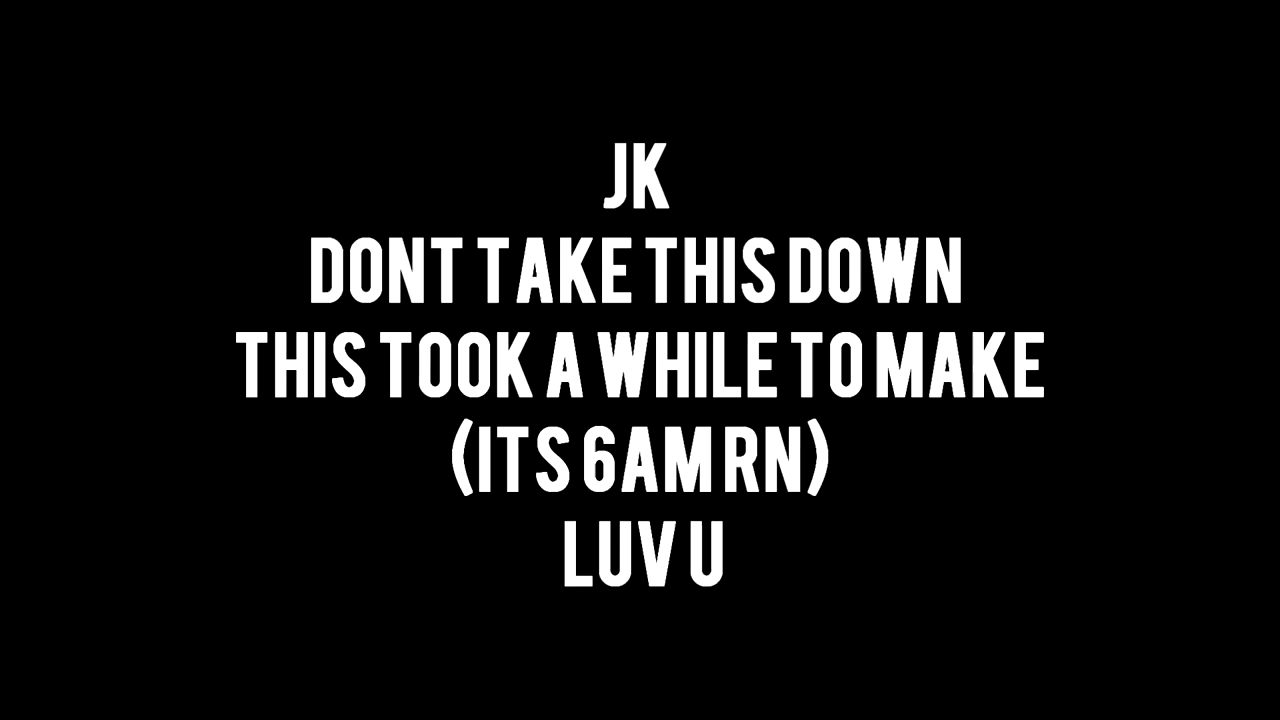 JK
DONT TAKE THIS DOWN
THIS TOOK A WHILE TO MAKE
(ITS 6AM RN)
LUV U